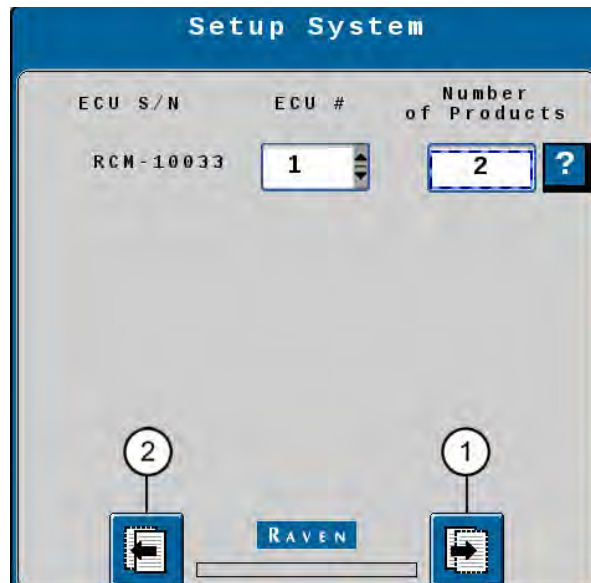 Setup System
ECU S/N ECU # Number of Products
RCM-10033 1 2 ?
2 1
RAVEN